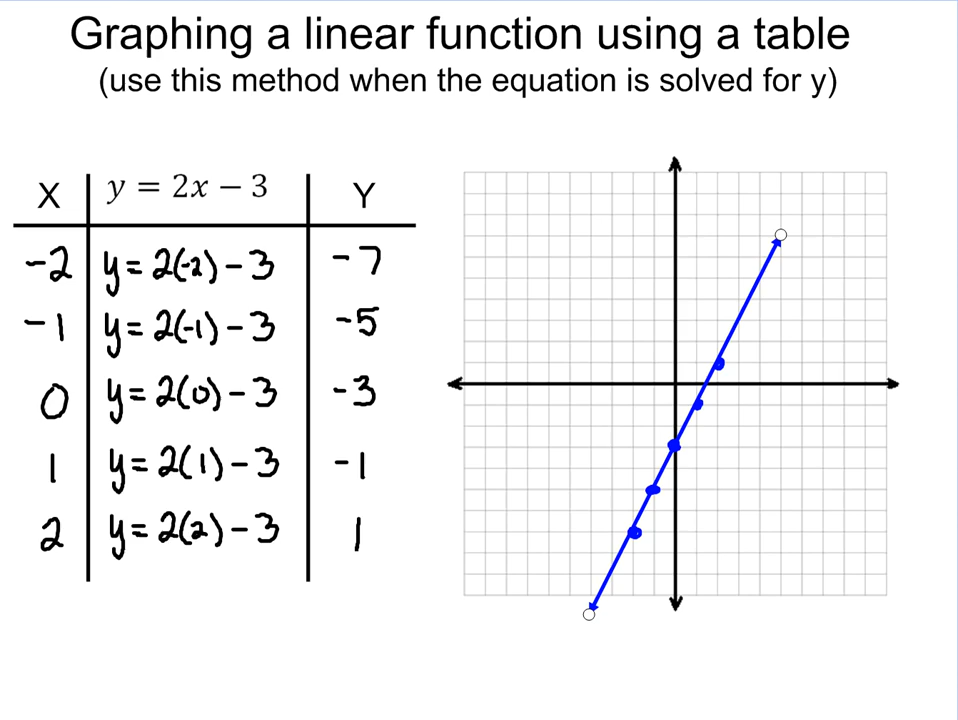 Graphing a linear function using a table
(use this method when the equation is solved for y)
X y = 2x − 3 Y
-2 y = 2(-2) - 3 -7
-1 y = 2(-1) - 3 -5
0 y = 2(0) - 3 -3
1 y = 2(1) - 3 -1
2 y = 2(2) - 3 1